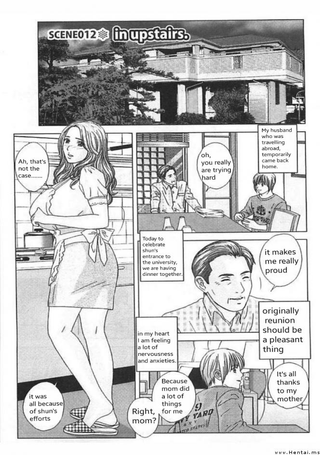 SCENE012 in upstairs.
My husband
who was
travelling
abroad,
temporarily
came back
home.
oh,
you really
are trying
hard
Ah, that's
not the
case......
Today to
celebrate
shun's
entrance to
the university,
we are having
dinner together.
it makes
me really
proud
originally
reunion
should be
a pleasant
thing
in my heart
I am feeling
a lot of
nervousness
and anxieties.
It's all
thanks
to my
mother
Because
mom did
a lot of
things
for me
Right,
mom?
it was
all because
of shun's
efforts
www.Hentai.ms